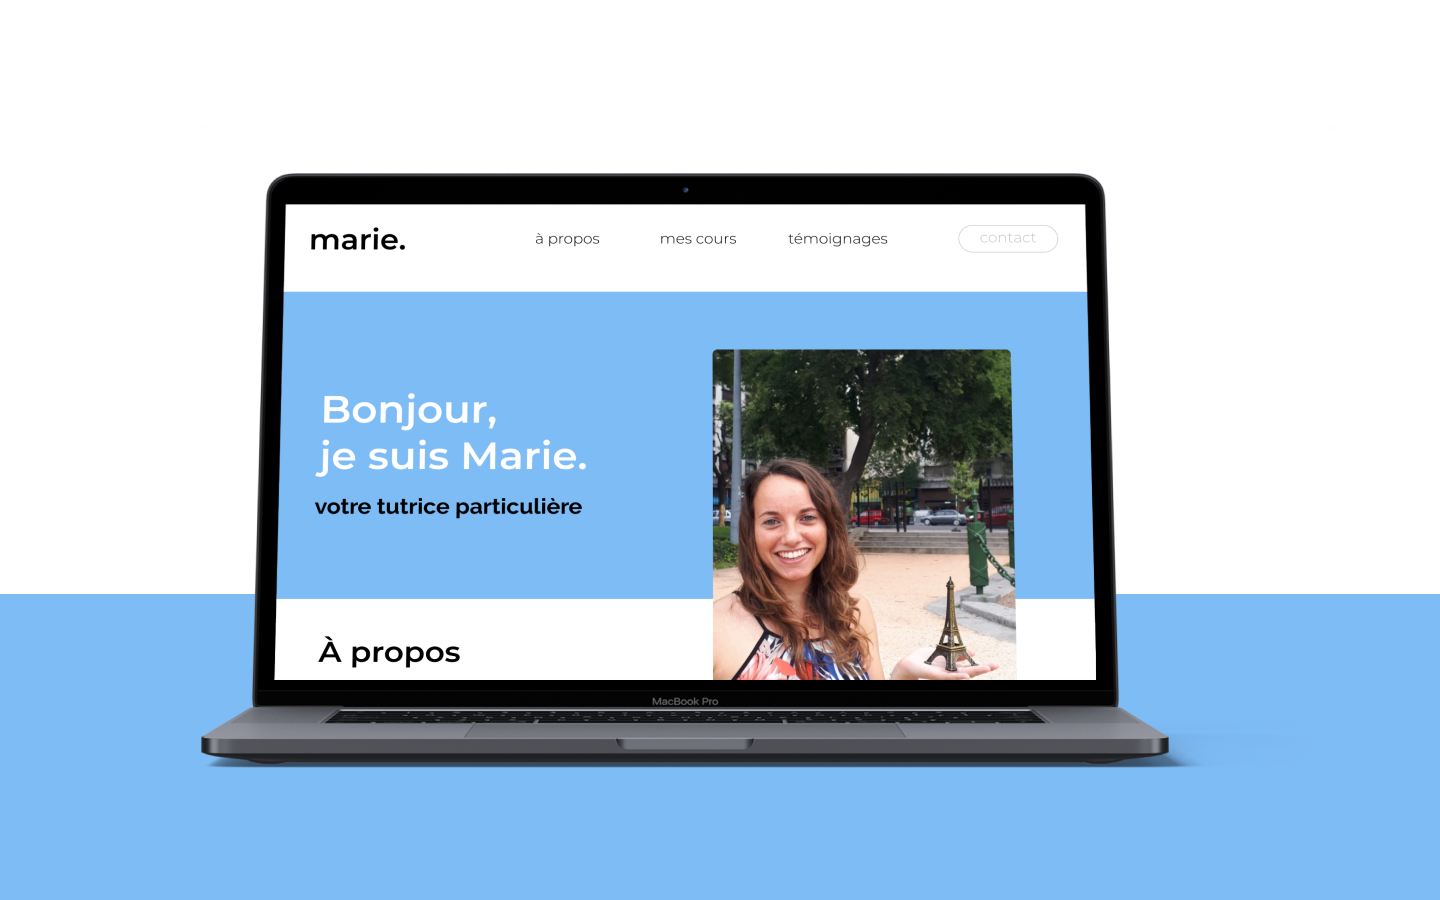 marie.
à propos
mes cours
témoignages
contact
Bonjour,
je suis Marie.
votre tutrice particulière
À propos
MacBook Pro